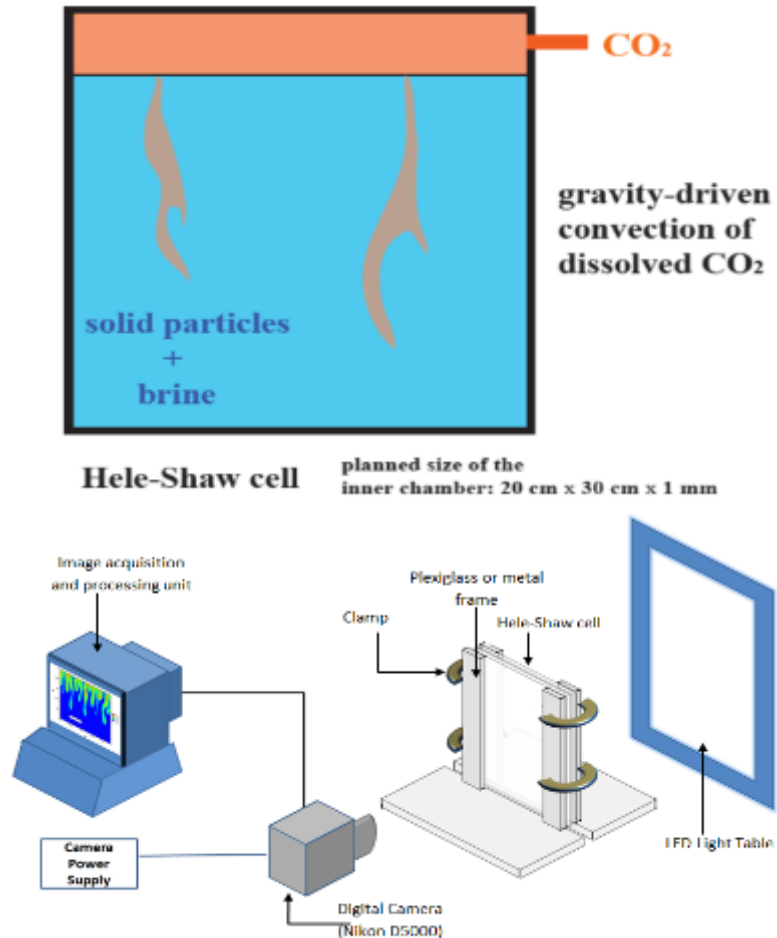 CO₂
gravity-driven
convection of
dissolved CO₂
solid particles
+
brine
Hele-Shaw cell
planned size of the
inner chamber: 20 cm x 30 cm x 1 mm
Image acquisition
and processing unit
Plexiglass or metal
frame
Clamp
Hele-Shaw cell
Camera
Power
Supply
LED Light Table
Digital Camera
(Nikon D5000)